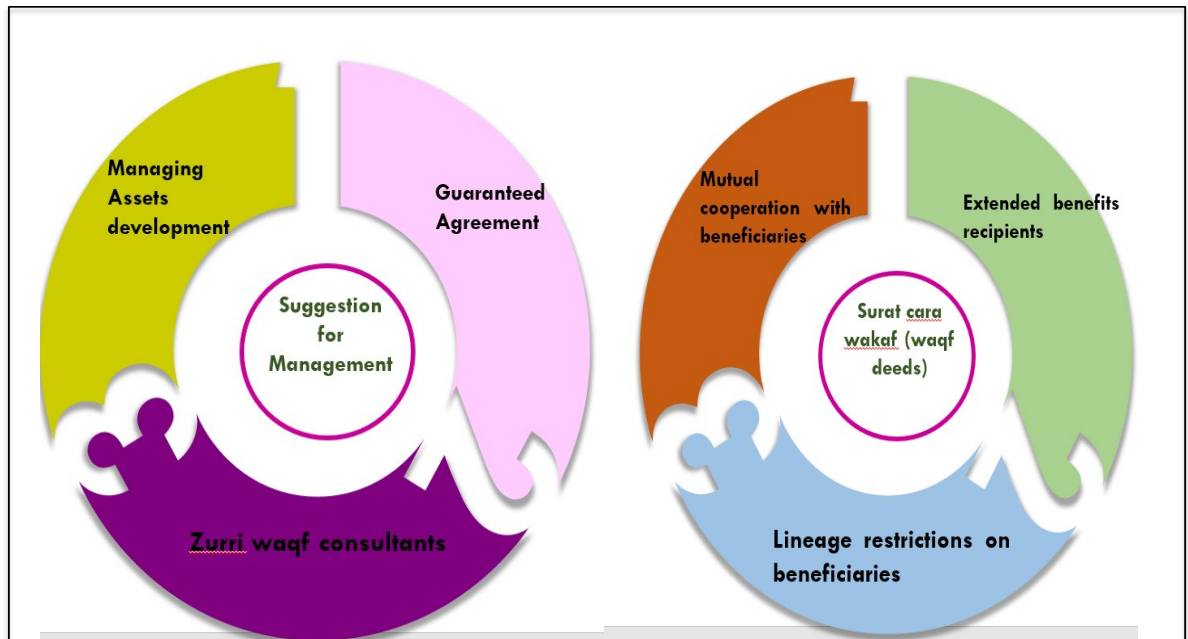 Managing
Assets
development
Guaranteed
Agreement
Suggestion
for
Management
Zurri waqf consultants
Mutual
cooperation with
beneficiaries
Extended benefits
recipients
Surat cara
wakaf (waqf
deeds)
Lineage restrictions on
beneficiaries